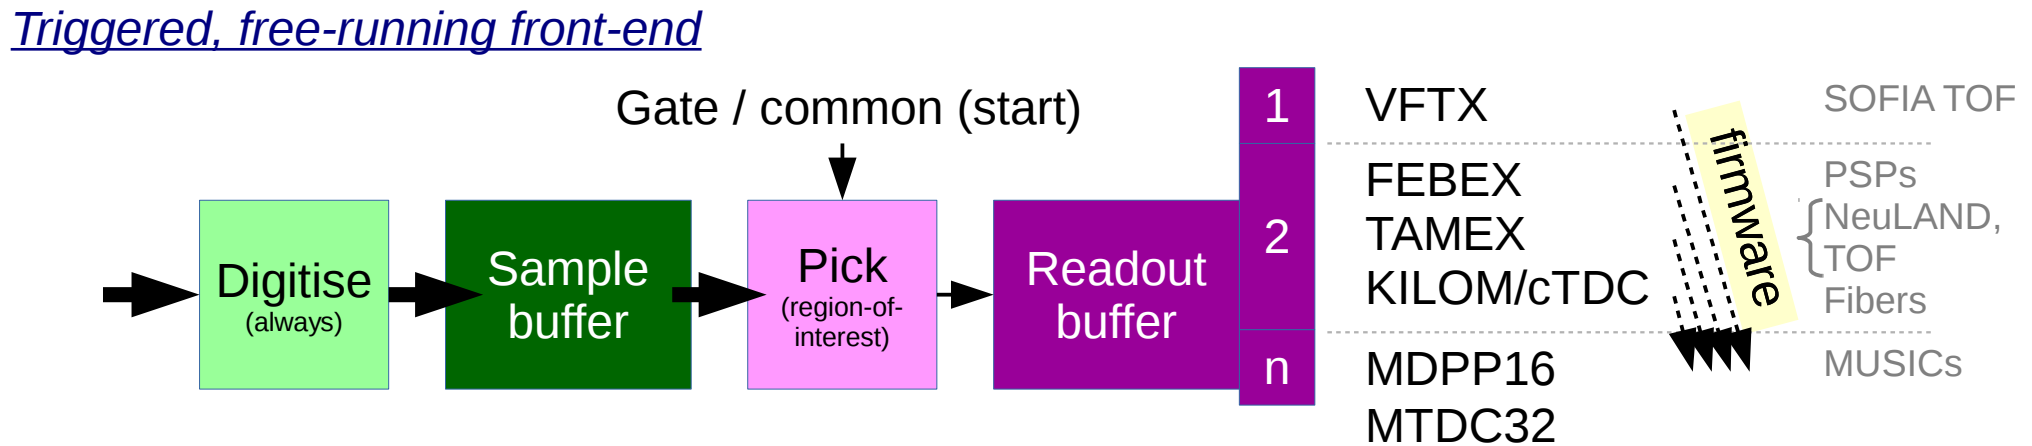 Triggered, free-running front-end
Gate / common (start)
Digitise
(always)
Sample
buffer
Pick
(region-of-
interest)
Readout
buffer
1
2
n
VFTX
FEBEX
TAMEX
KILOM/cTDC
MDPP16
MTDC32
firmware
SOFIA TOF
PSPs
NeuLAND,
TOF
Fibers
MUSICs